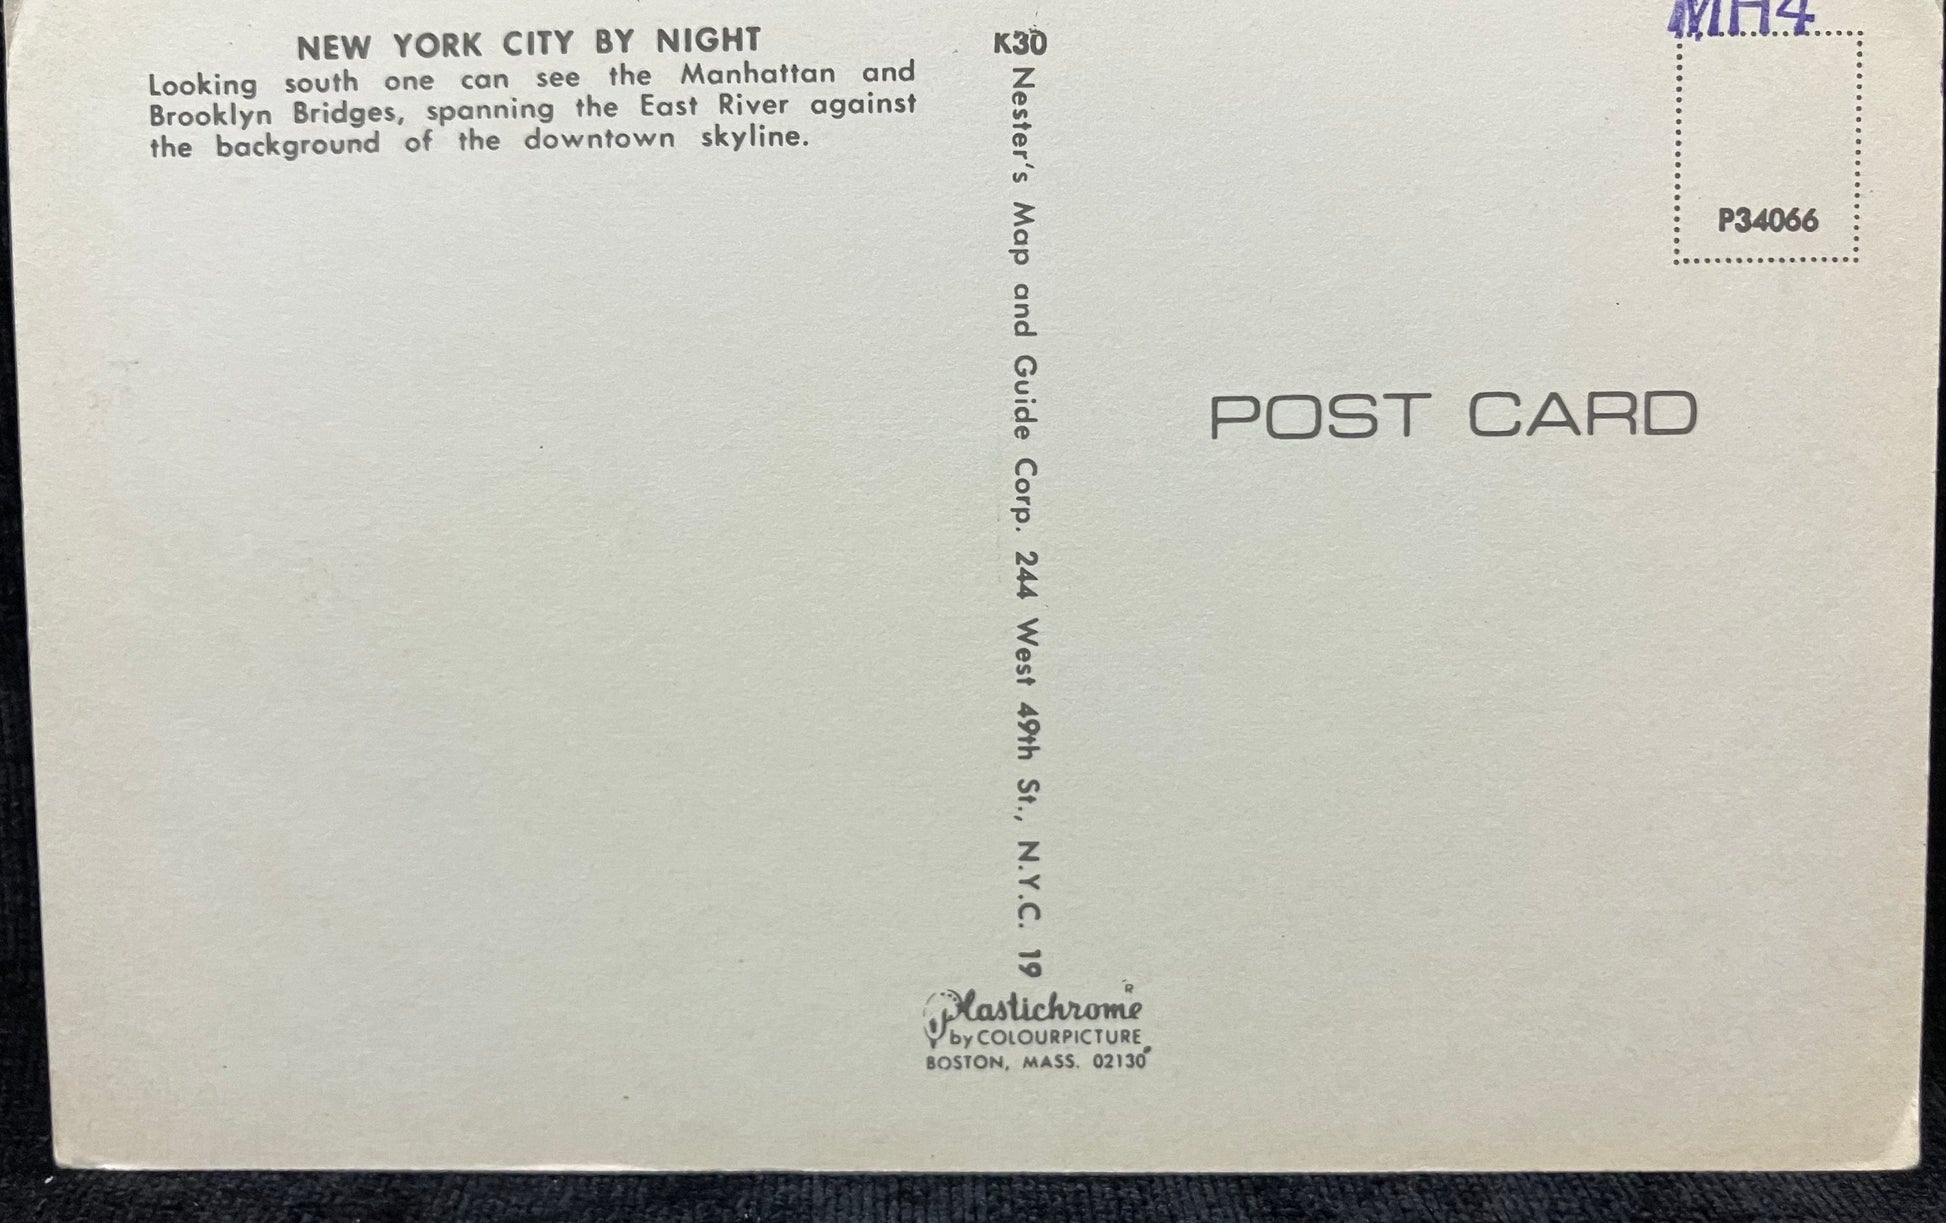 NEW YORK CITY BY NIGHT
Looking south one can see the Manhattan and
Brooklyn Bridges, spanning the East River against
the background of the downtown skyline.
K30
Nester's Map and Guide Corp. 244 West 49th St., N.Y.C. 19
Plastichrome R
by COLOURPICTURE
BOSTON, MASS. 02130
MH4
P34066
POST CARD